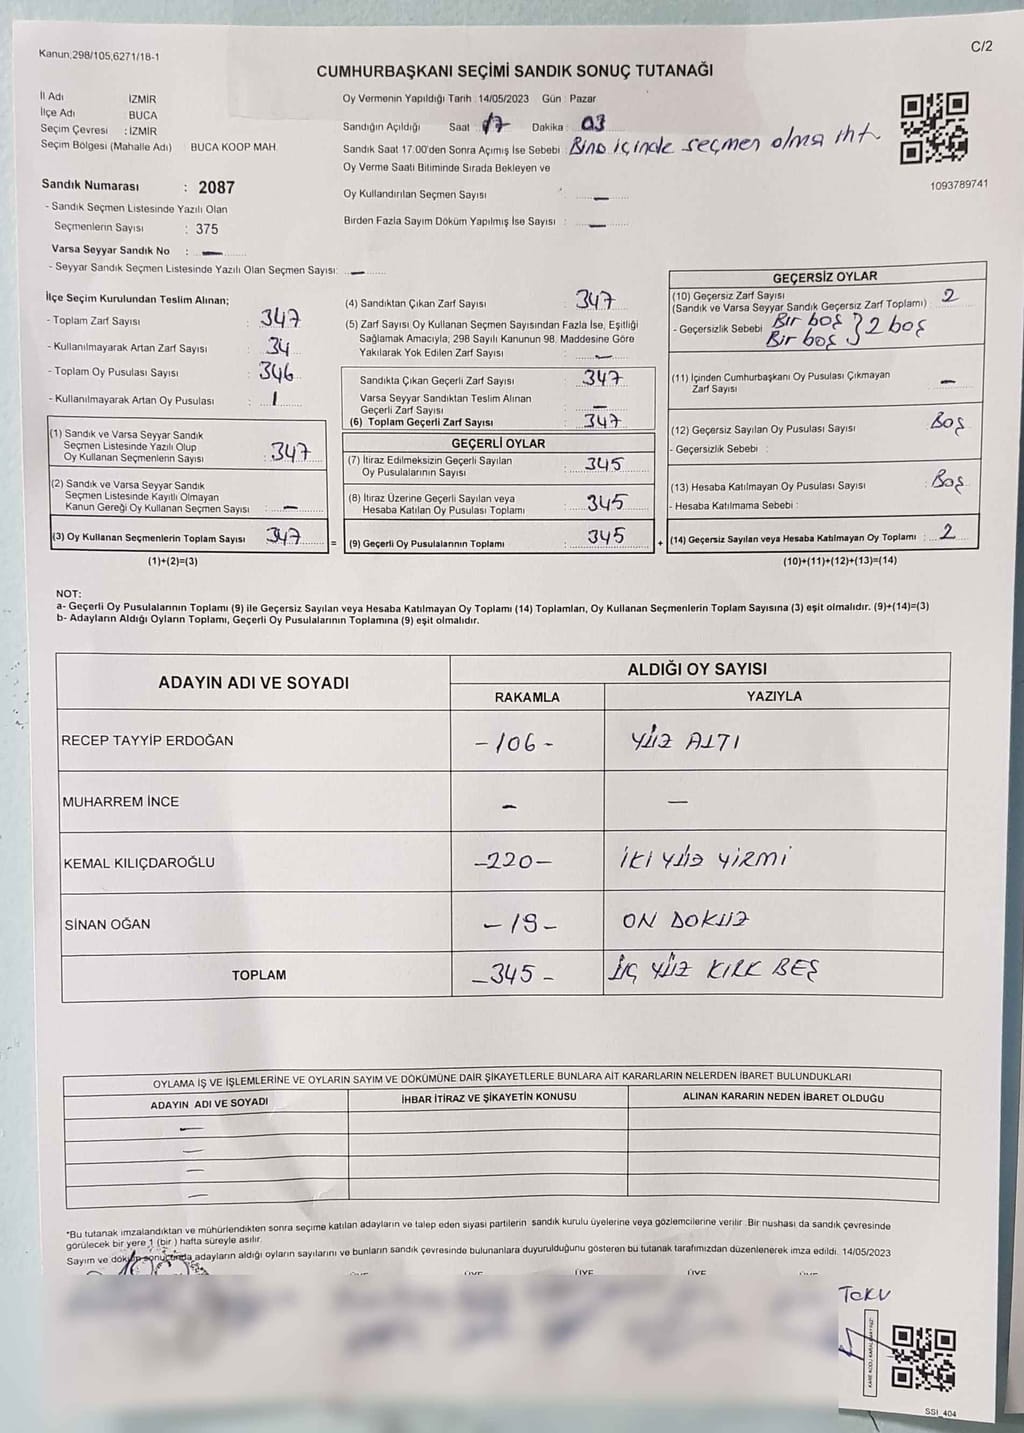 Kanun,298/105,6271/18-1
C/2
CUMHURBAŞKANI SEÇİMİ SANDIK SONUÇ TUTANAĞI
İl Adı İZMİR
İlçe Adı BUCA
Seçim Çevresi : İZMİR
Seçim Bölgesi (Mahalle Adı) BUCA KOOP MAH.
Sandık Numarası : 2087
- Sandık Seçmen Listesinde Yazılı Olan
Seçmenlerin Sayısı : 375
Varsa Seyyar Sandık No : —
- Seyyar Sandık Seçmen Listesinde Yazılı Olan Seçmen Sayısı: —
Oy Vermenin Yapıldığı Tarih : 14/05/2023 Gün : Pazar
Sandığın Açıldığı Saat : 17 Dakika : 03
Sandık Saat 17.00'den Sonra Açımış İse Sebebi : Bina içinde seçmen olma iht.
Oy Verme Saati Bitiminde Sırada Bekleyen ve
Oy Kullandırılan Seçmen Sayısı : —
Birden Fazla Sayım Döküm Yapılmış İse Sayısı : —
1093789741
İlçe Seçim Kurulundan Teslim Alınan;
- Toplam Zarf Sayısı : 347
- Kullanılmayarak Artan Zarf Sayısı : 34
- Toplam Oy Pusulası Sayısı : 346
- Kullanılmayarak Artan Oy Pusulası : 1
(1) Sandık ve Varsa Seyyar Sandık
Seçmen Listesinde Yazılı Olup
Oy Kullanan Seçmenlerin Sayısı : 347
(2) Sandık ve Varsa Seyyar Sandık
Seçmen Listesinde Kayıtlı Olmayan
Kanun Gereği Oy Kullanan Seçmen Sayısı : —
(3) Oy Kullanan Seçmenlerin Toplam Sayısı : 347 =
(1)+(2)=(3)
(4) Sandıktan Çıkan Zarf Sayısı : 347
(5) Zarf Sayısı Oy Kullanan Seçmen Sayısından Fazla İse, Eşitliği
Sağlamak Amacıyla; 298 Sayılı Kanunun 98. Maddesine Göre
Yakılarak Yok Edilen Zarf Sayısı : —
Sandıkta Çıkan Geçerli Zarf Sayısı : 347
Varsa Seyyar Sandıktan Teslim Alınan
Geçerli Zarf Sayısı : —
(6) Toplam Geçerli Zarf Sayısı : 347
GEÇERLİ OYLAR
(7) İtiraz Edilmeksizin Geçerli Sayılan
Oy Pusulalarının Sayısı : 345
(8) İtiraz Üzerine Geçerli Sayılan veya
Hesaba Katılan Oy Pusulası Toplamı : 345
(9) Geçerli Oy Pusulalarının Toplamı : 345 +
GEÇERSİZ OYLAR
(10) Geçersiz Zarf Sayısı
(Sandık ve Varsa Seyyar Sandık Geçersiz Zarf Toplamı) : 2
- Geçersizlik Sebebi : Bir boş } 2 boş
Bir boş
(11) İçinden Cumhurbaşkanı Oy Pusulası Çıkmayan
Zarf Sayısı : —
(12) Geçersiz Sayılan Oy Pusulası Sayısı : Boş
- Geçersizlik Sebebi :
(13) Hesaba Katılmayan Oy Pusulası Sayısı : Boş
- Hesaba Katılmama Sebebi :
(14) Geçersiz Sayılan veya Hesaba Katılmayan Oy Toplamı : 2
(10)+(11)+(12)+(13)=(14)
NOT:
a- Geçerli Oy Pusulalarının Toplamı (9) ile Geçersiz Sayılan veya Hesaba Katılmayan Oy Toplamı (14) Toplamları, Oy Kullanan Seçmenlerin Toplam Sayısına (3) eşit olmalıdır. (9)+(14)=(3)
b- Adayların Aldığı Oyların Toplamı, Geçerli Oy Pusulalarının Toplamına (9) eşit olmalıdır.
ADAYIN ADI VE SOYADI
ALDIĞI OY SAYISI
RAKAMLA YAZIYLA
RECEP TAYYİP ERDOĞAN -106- YÜZ ALTI
MUHARREM İNCE — —
KEMAL KILIÇDAROĞLU -220- İKİ YÜZ YİRMİ
SİNAN OĞAN -19- ON DOKUZ
TOPLAM -345- ÜÇ YÜZ KIRK BEŞ
OYLAMA İŞ VE İŞLEMLERİNE VE OYLARIN SAYIM VE DÖKÜMÜNE DAİR ŞİKAYETLERLE BUNLARA AİT KARARLARIN NELERDEN İBARET BULUNDUKLARI
ADAYIN ADI VE SOYADI İHBAR İTİRAZ VE ŞİKAYETİN KONUSU ALINAN KARARIN NEDEN İBARET OLDUĞU
—
—
—
—
*Bu tutanak imzalandıktan ve mühürlendikten sonra seçime katılan adayların ve talep eden siyasi partilerin sandık kurulu üyelerine veya gözlemcilerine verilir. Bir nushası da sandık çevresinde
görülecek bir yere 1 (bir ) hafta süreyle asılır.
Sayım ve döküm sonucunda adayların aldığı oyların sayılarını ve bunların sandık çevresinde bulunanlara duyurulduğunu gösteren bu tutanak tarafımızdan düzenlenerek imza edildi. 14/05/2023
ÜYE ÜYE ÜYE
SSI_404